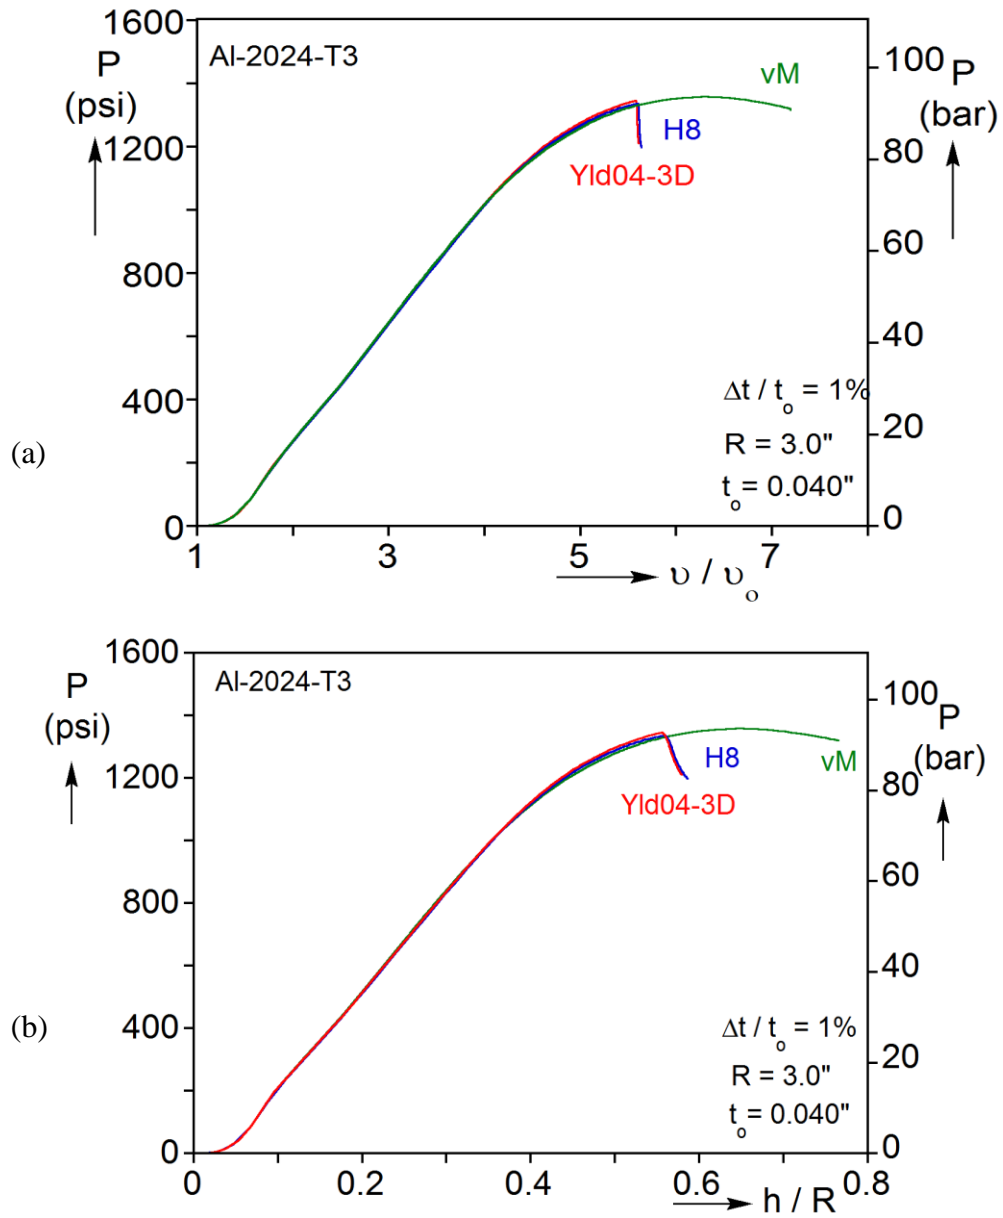 1600
Al-2024-T3
P
(psi)
100
P
(bar)
vM
H8
Yld04-3D
1200
80
60
800
40
Δt / to = 1%
400
R = 3.0"
20
(a)
to = 0.040"
0
0
1
3
5
7
υ / υo
1600
Al-2024-T3
P
(psi)
100
P
(bar)
H8
vM
1200
80
Yld04-3D
60
800
40
(b)
400
Δt / to = 1%
20
R = 3.0"
to = 0.040"
0
0
0
0.2
0.4
0.6
0.8
h / R